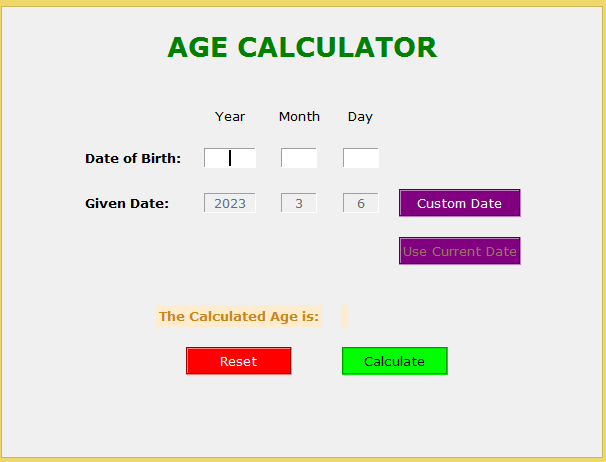 AGE CALCULATOR
Year Month Day
Date of Birth:
Given Date: 2023 3 6 Custom Date
Use Current Date
The Calculated Age is:
Reset Calculate